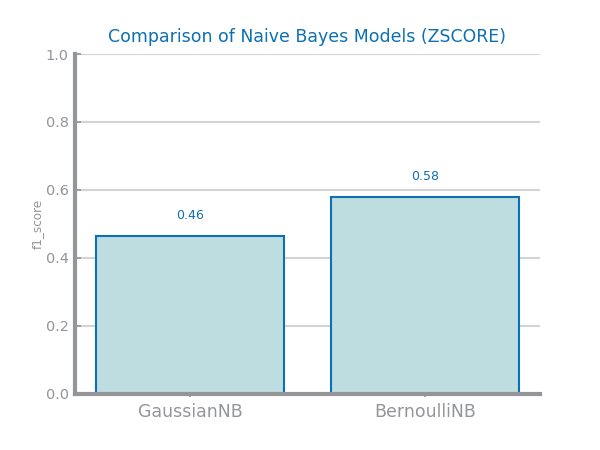 Comparison of Naive Bayes Models (ZSCORE)
1.0
0.8
0.6
0.4
0.2
0.0
f1_score
0.46
0.58
GaussianNB
BernoulliNB